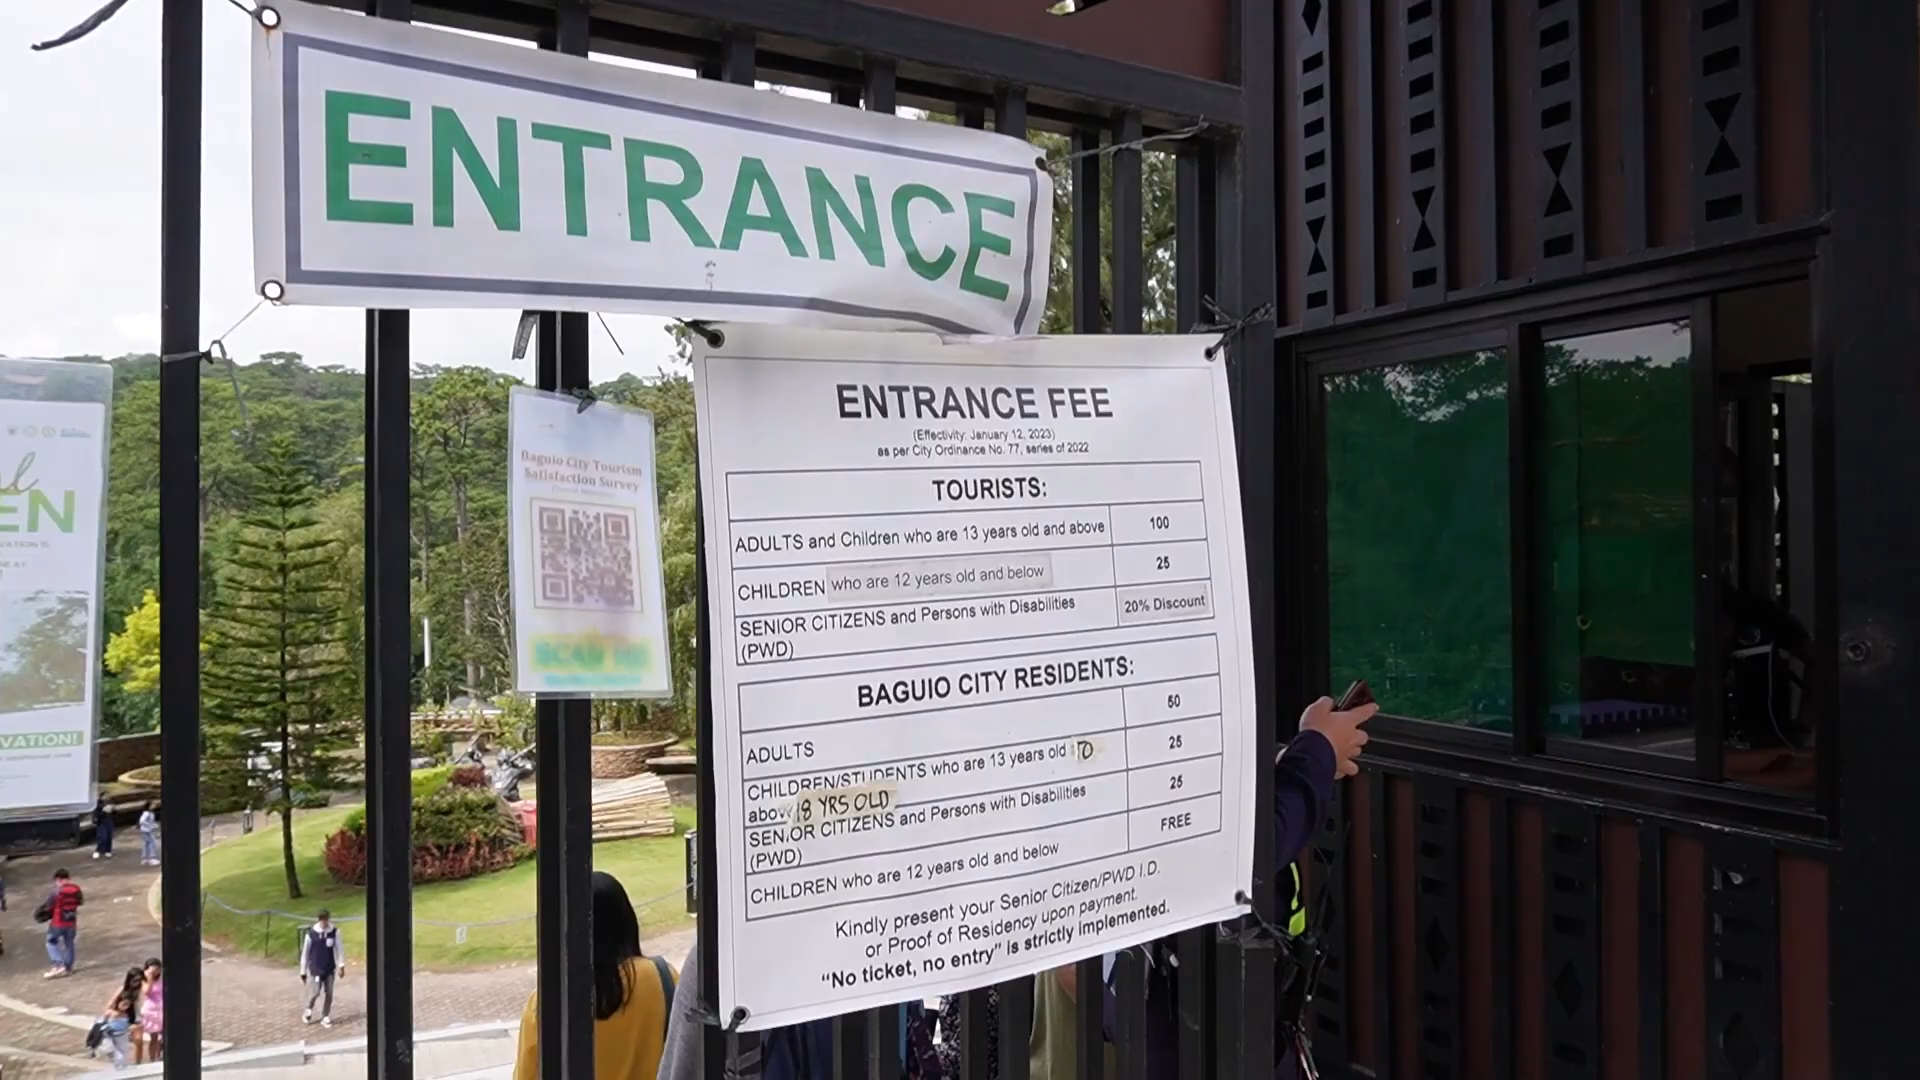 ENTRANCE
ENTRANCE FEE
(Effectivity: January 12, 2023)
as per City Ordinance No. 77, series of 2022
TOURISTS:
ADULTS and Children who are 13 years old and above 100
CHILDREN who are 12 years old and below 25
SENIOR CITIZENS and Persons with Disabilities
(PWD) 20% Discount
BAGUIO CITY RESIDENTS:
ADULTS 50
CHILDREN/STUDENTS who are 13 years old TO
above 18 YRS OLD 25
SENIOR CITIZENS and Persons with Disabilities
(PWD) 25
CHILDREN who are 12 years old and below FREE
Kindly present your Senior Citizen/PWD I.D.
or Proof of Residency upon payment.
“No ticket, no entry” is strictly implemented.
Baguio City Tourism
Satisfaction Survey
SCAN ME
EN
VATION!